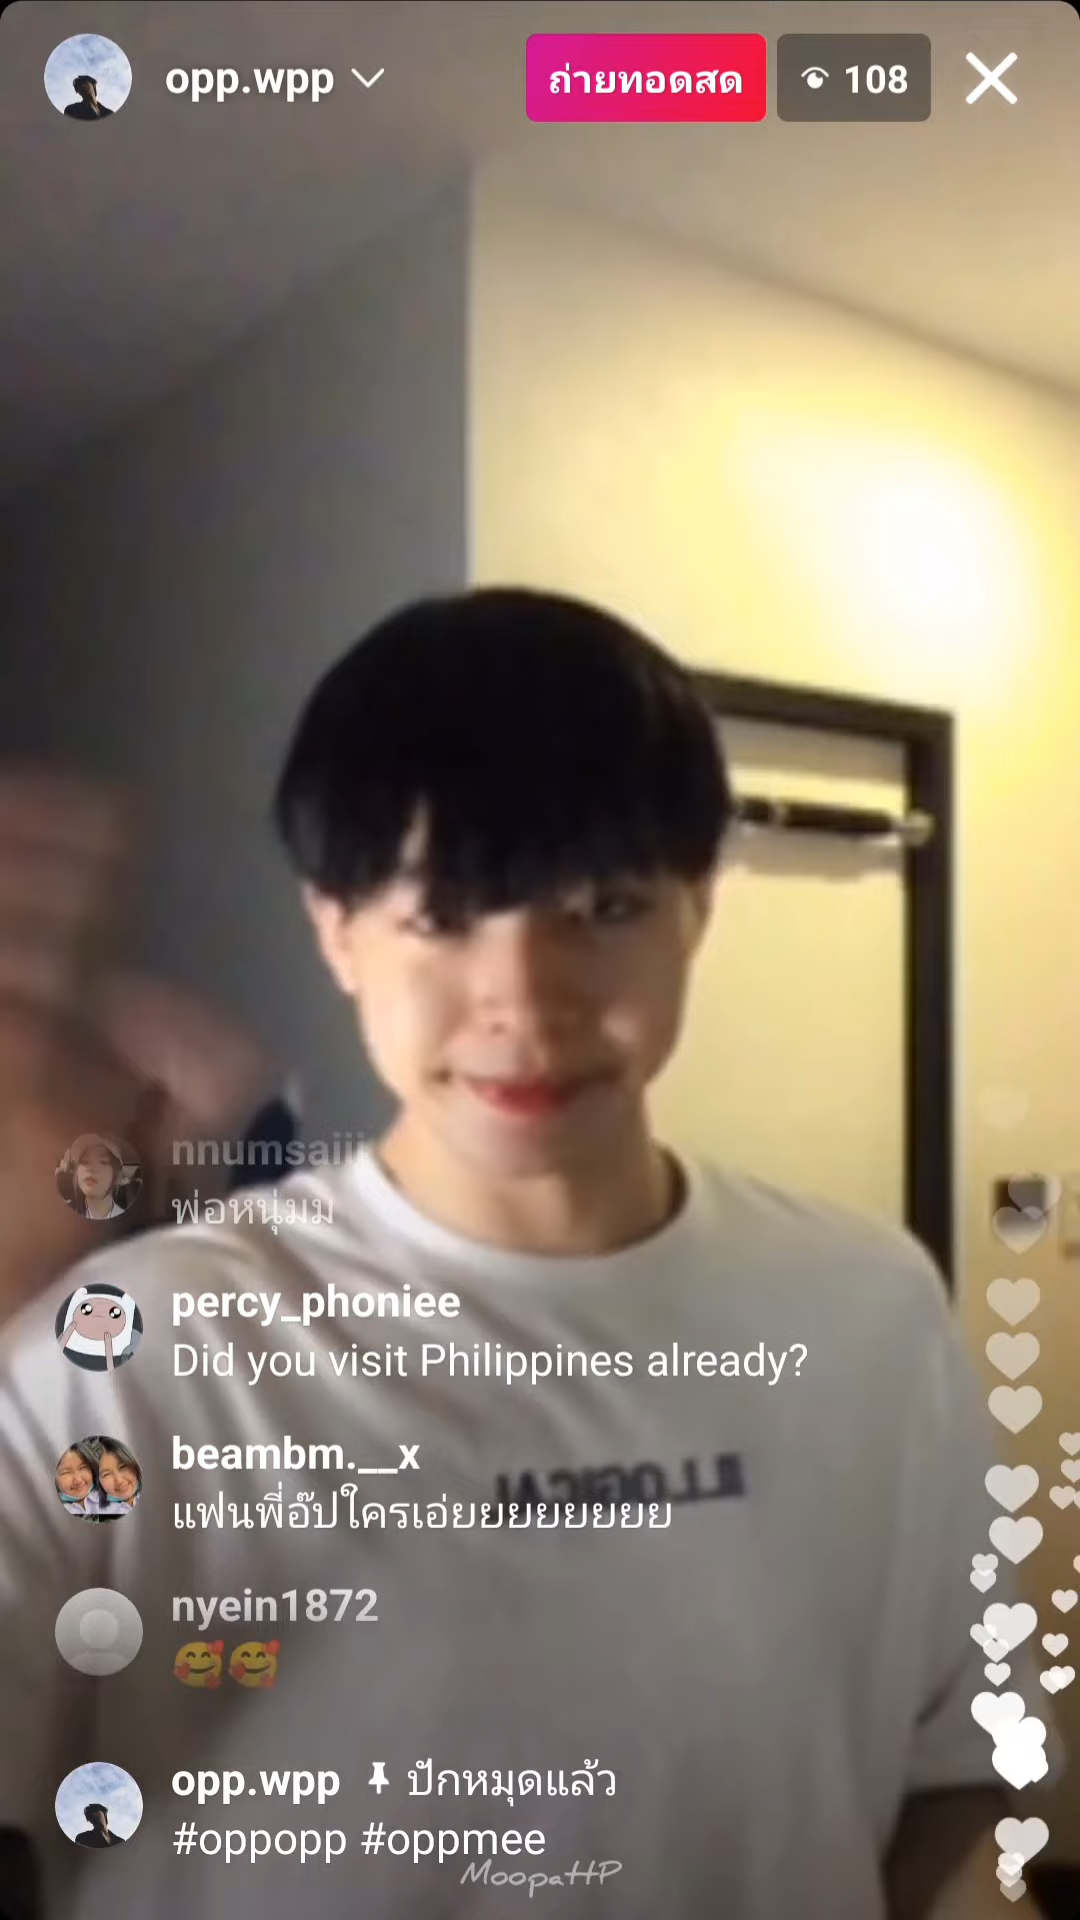 opp.wpp
ถ่ายทอดสด
108
nnumsaiii
พ่อหนุ่มม
percy_phoniee
Did you visit Philippines already?
ILLOGICAL
beambm.__x
แฟนพี่อ๊ปใครเอ่ยยยยยยยย
nyein1872
🥰🥰
opp.wpp ปักหมุดแล้ว
#oppopp #oppmee
MoopaHP